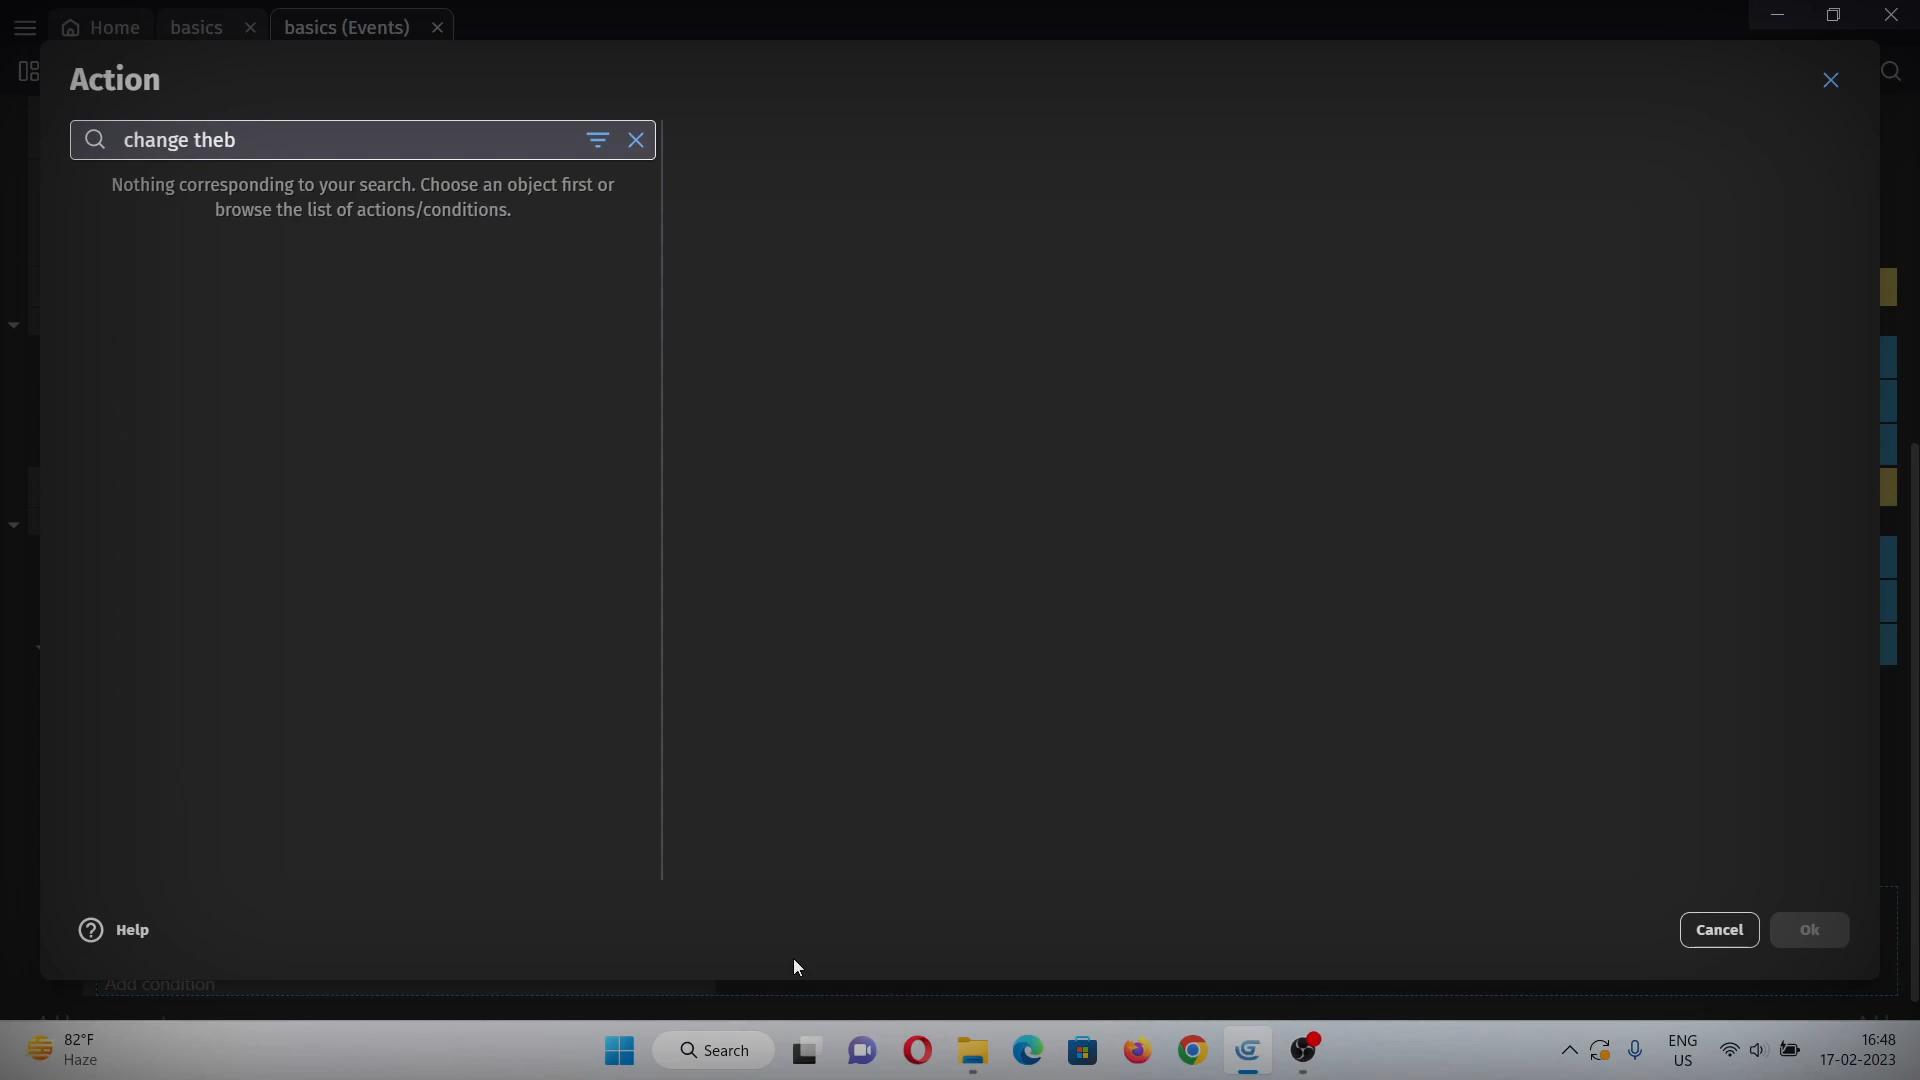 Home
basics
basics (Events)
Action
change theb
Nothing corresponding to your search. Choose an object first or
browse the list of actions/conditions.
Help
Cancel
Ok
Add condition
82°F
Haze
Search
ENG
US
16:48
17-02-2023